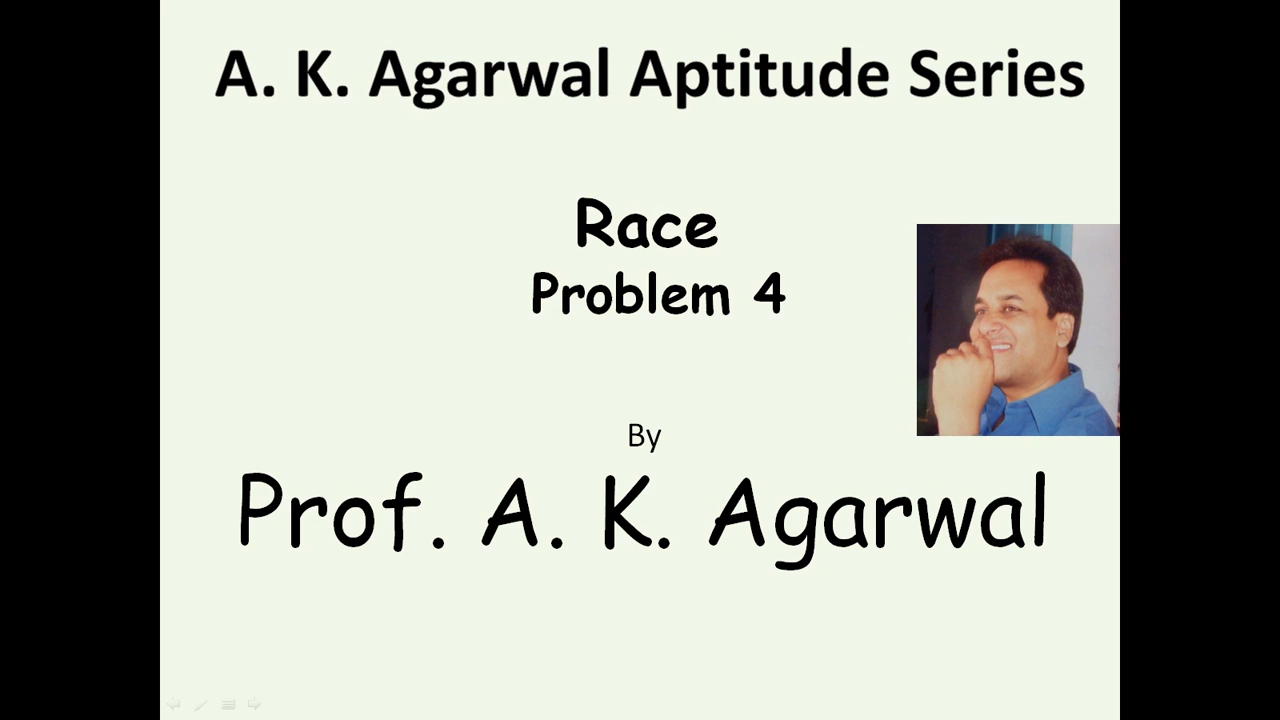 A. K. Agarwal Aptitude Series
Race
Problem 4
By
Prof. A. K. Agarwal